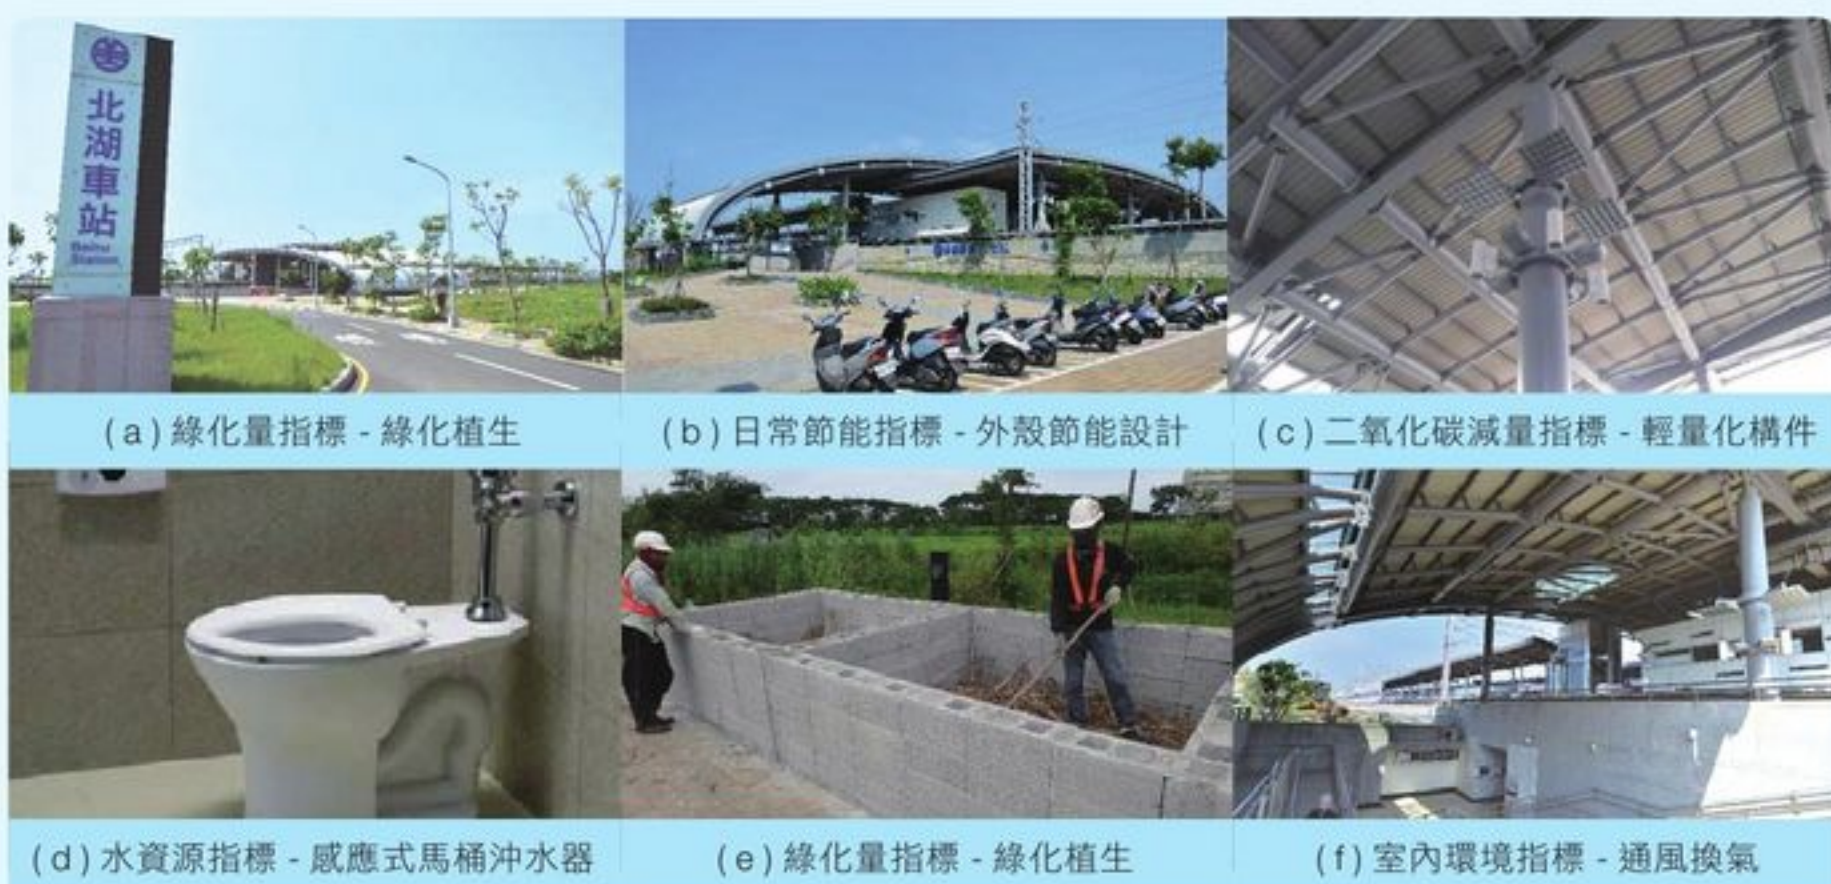 北湖車站
Beihu
Station
(a) 綠化量指標 - 綠化植生
(b) 日常節能指標 - 外殼節能設計
(c) 二氧化碳減量指標 - 輕量化構件
(d) 水資源指標 - 感應式馬桶沖水器
(e) 綠化量指標 - 綠化植生
(f) 室內環境指標 - 通風換氣